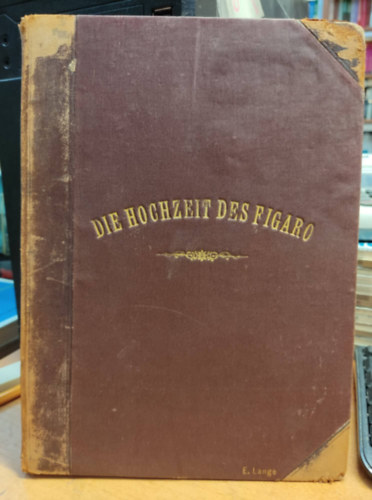 DIE HOCHZEIT DES FIGARO
E. Lange